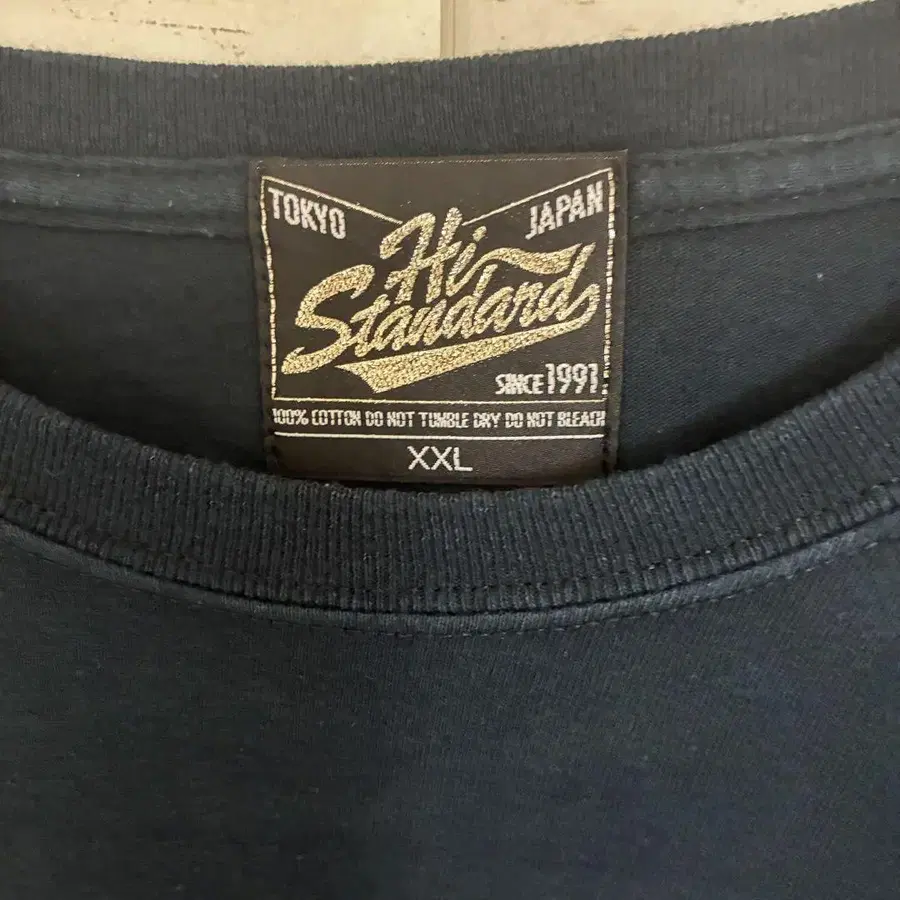 TOKYO JAPAN
Hi
Standard
SINCE 1991.
100% COTTON DO NOT TUMBLE DRY DO NOT BLEACH
XXL